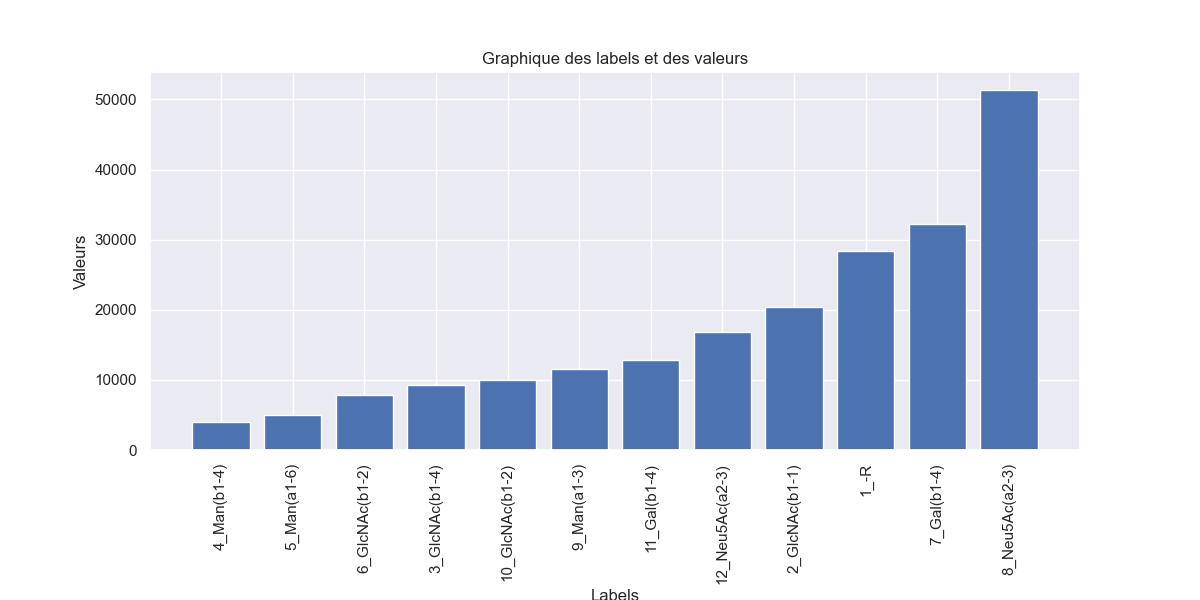 Graphique des labels et des valeurs
Valeurs
50000
40000
30000
20000
10000
0
4_Man(b1-4)
5_Man(a1-6)
6_GlcNAc(b1-2)
3_GlcNAc(b1-4)
10_GlcNAc(b1-2)
9_Man(a1-3)
11_Gal(b1-4)
12_Neu5Ac(a2-3)
2_GlcNAc(b1-1)
1_-R
7_Gal(b1-4)
8_Neu5Ac(a2-3)
Labels